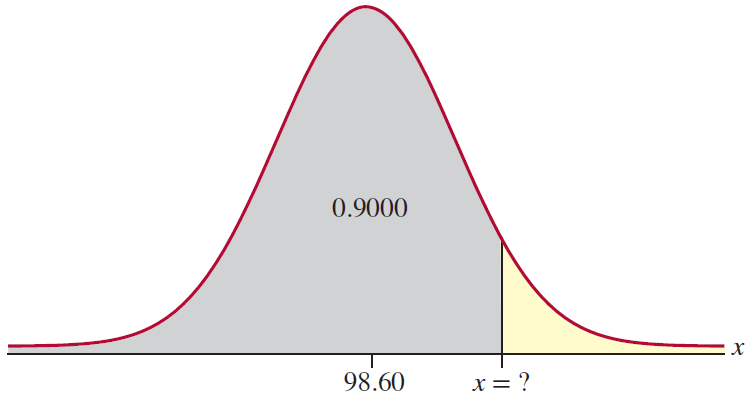 0.9000
x
98.60
x = ?